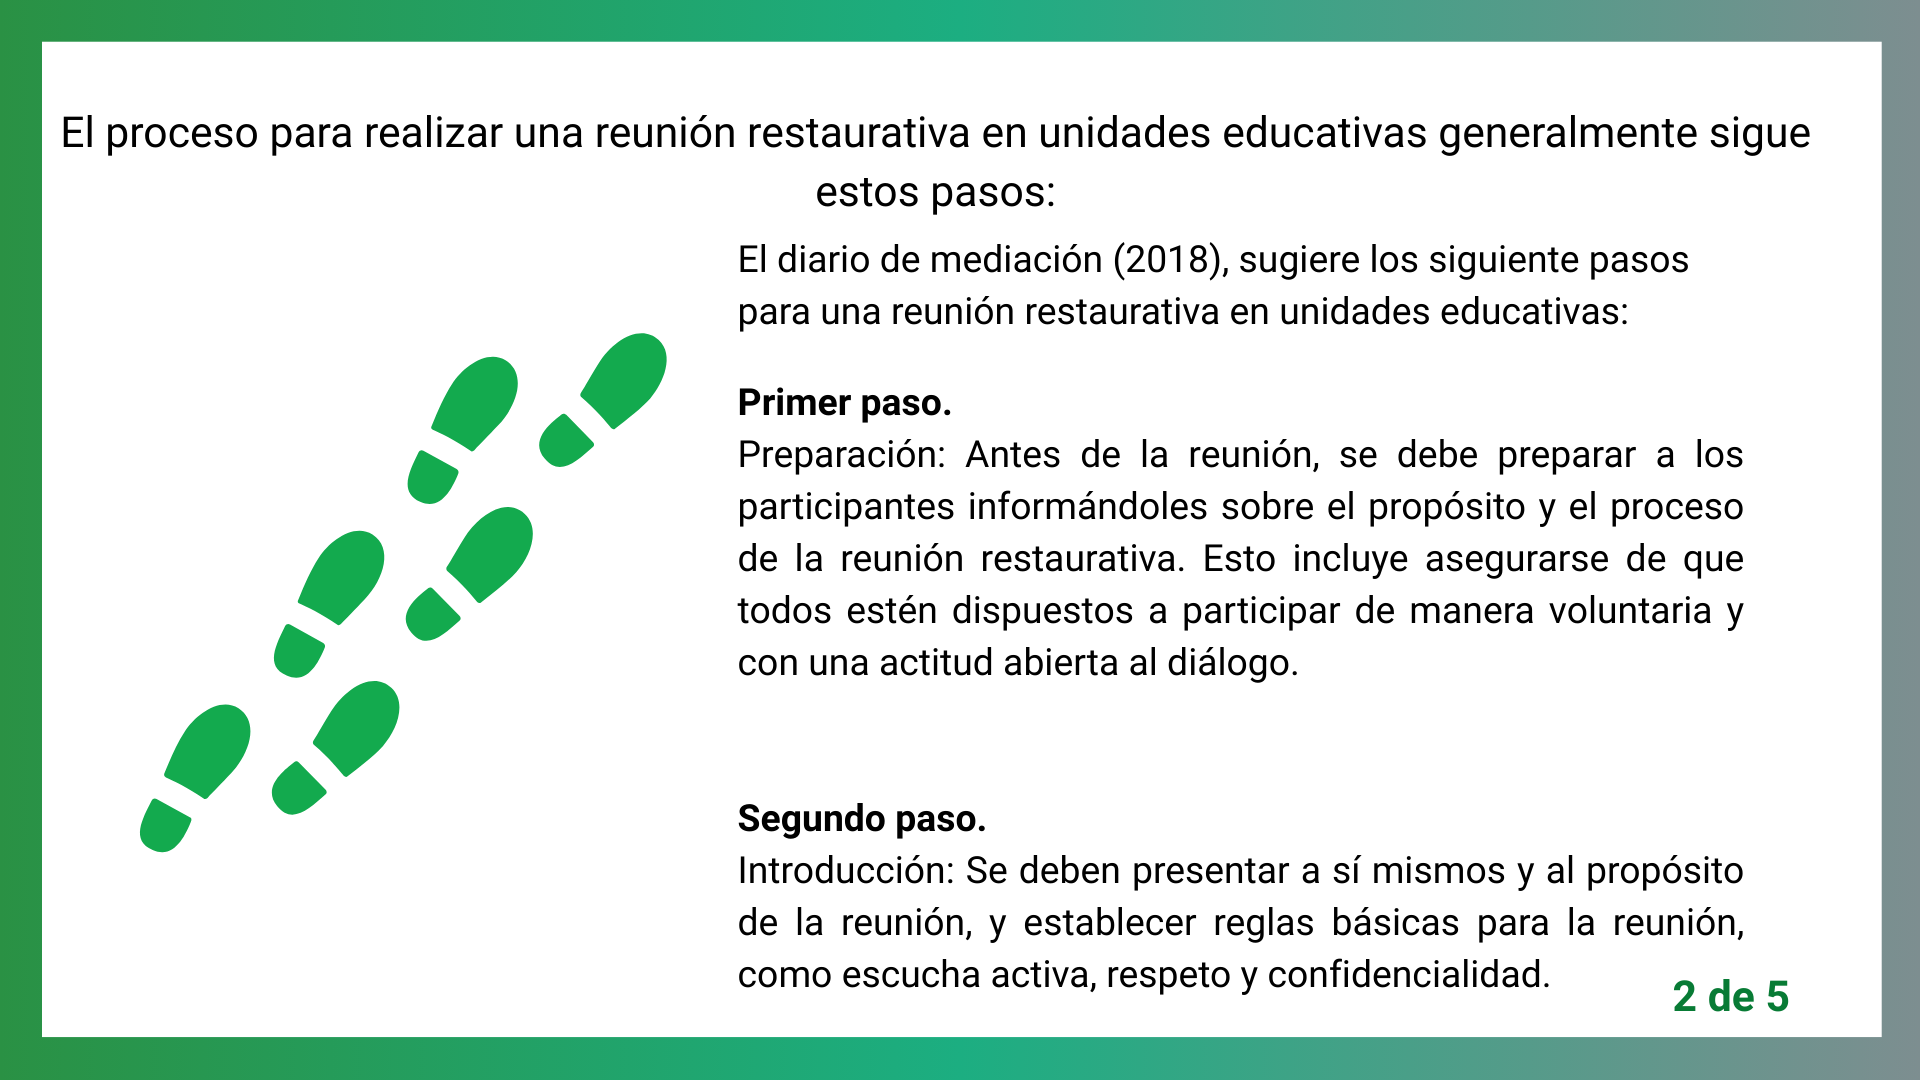 El proceso para realizar una reunión restaurativa en unidades educativas generalmente sigue
estos pasos:
El diario de mediación (2018), sugiere los siguiente pasos
para una reunión restaurativa en unidades educativas:
Primer paso.
Preparación: Antes de la reunión, se debe preparar a los
participantes informándoles sobre el propósito y el proceso
de la reunión restaurativa. Esto incluye asegurarse de que
todos estén dispuestos a participar de manera voluntaria y
con una actitud abierta al diálogo.
Segundo paso.
Introducción: Se deben presentar a sí mismos y al propósito
de la reunión, y establecer reglas básicas para la reunión,
como escucha activa, respeto y confidencialidad.
2 de 5